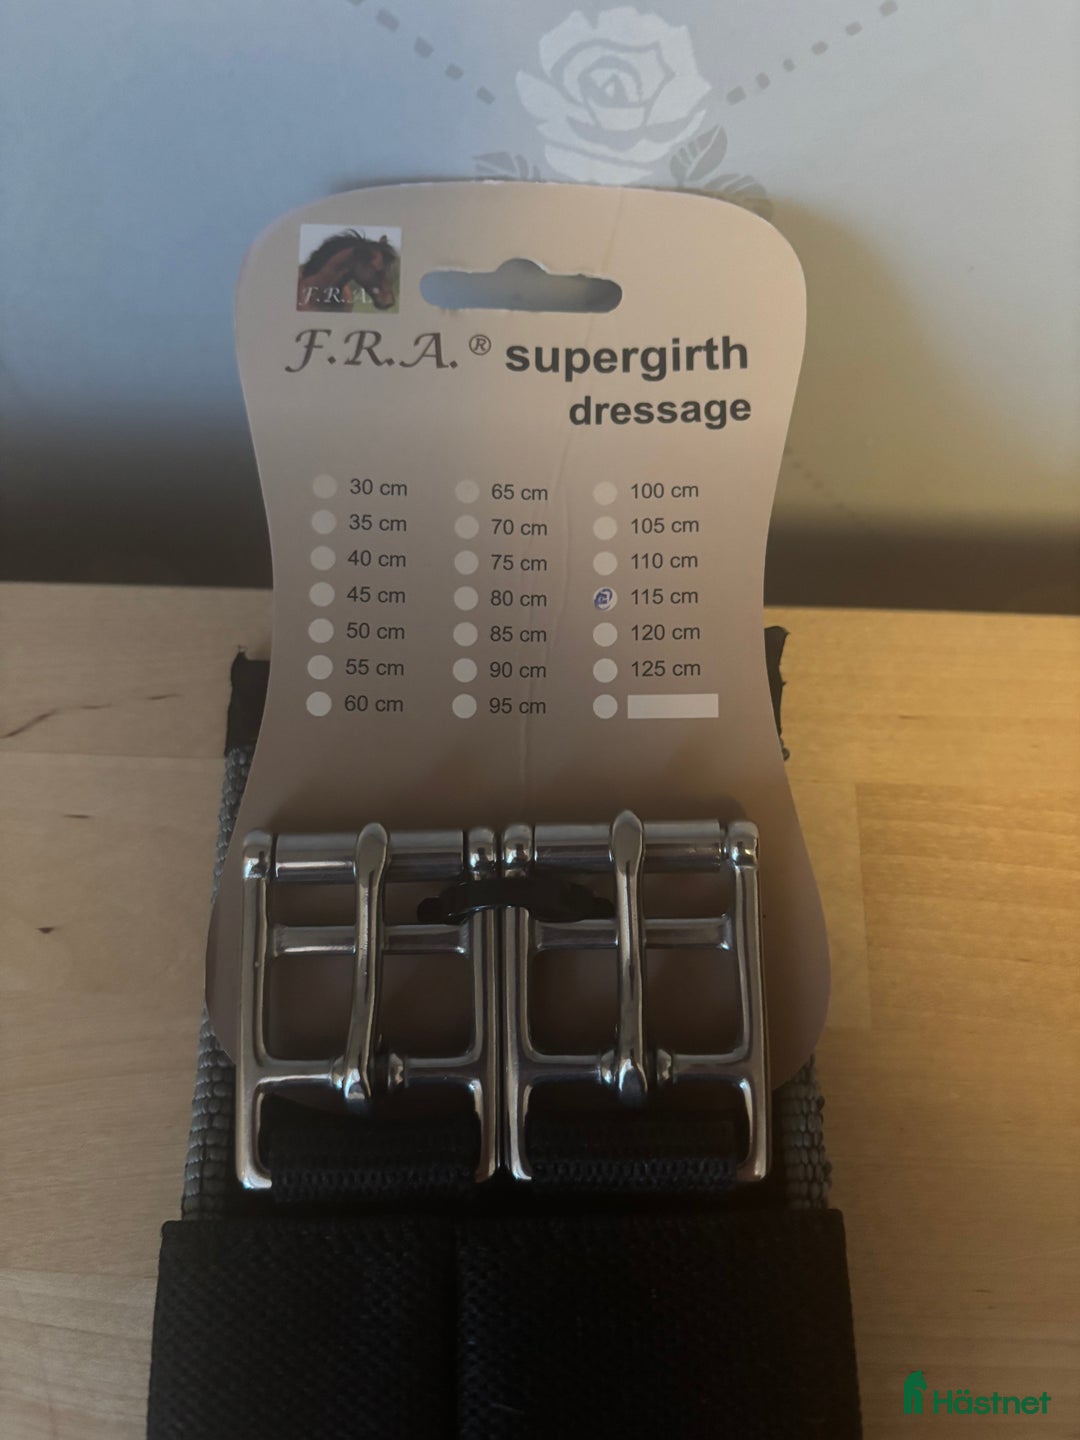 F.R.A.®
F.R.A.® supergirth
dressage
30 cm 65 cm 100 cm
35 cm 70 cm 105 cm
40 cm 75 cm 110 cm
45 cm 80 cm 115 cm
50 cm 85 cm 120 cm
55 cm 90 cm 125 cm
60 cm 95 cm
Hästnet